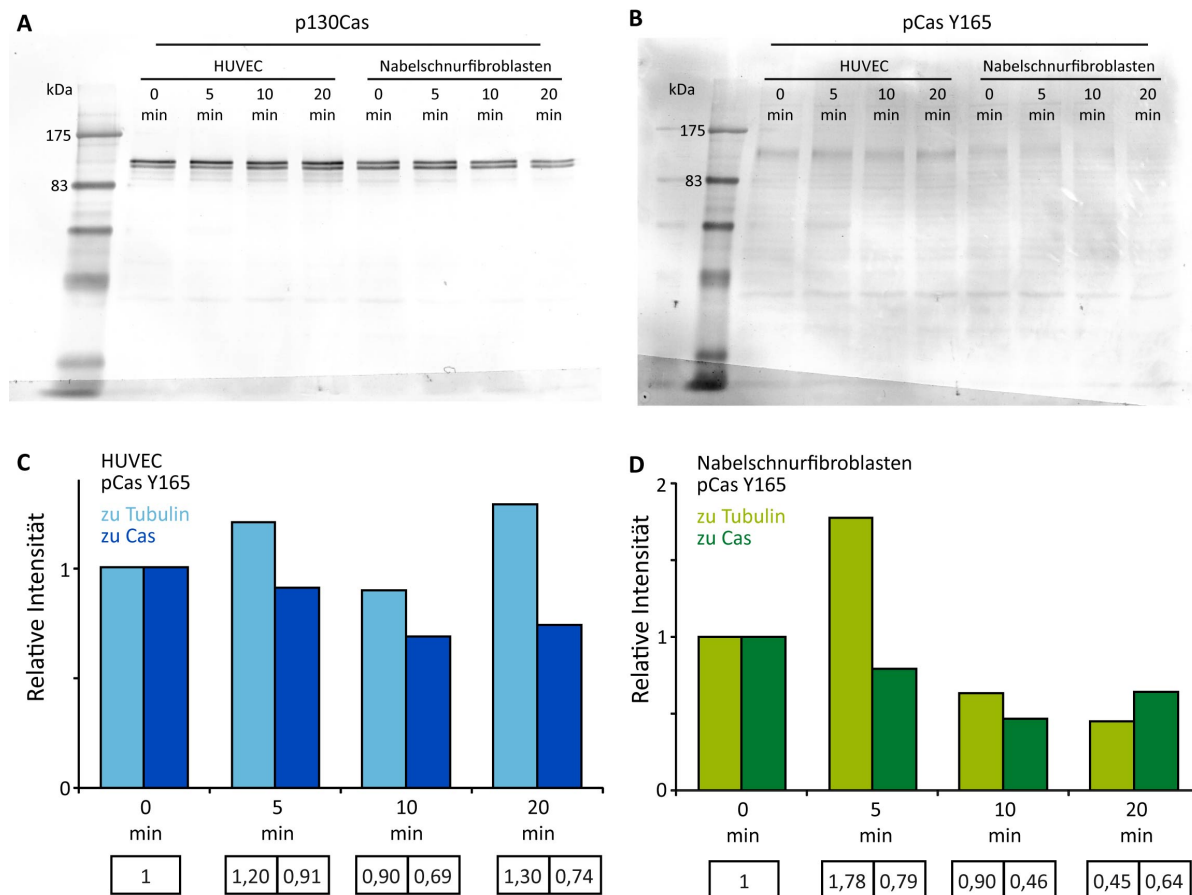 A
p130Cas
HUVEC
Nabelschnurfibroblasten
kDa
0 5 10 20 0 5 10 20
min min min min min min min min
175
83
B
pCas Y165
HUVEC
Nabelschnurfibroblasten
kDa
0 5 10 20 0 5 10 20
min min min min min min min min
175
83
C
HUVEC
pCas Y165
zu Tubulin
zu Cas
Relative Intensität
1
0
0 5 10 20
min min min min
1 1,20 0,91 0,90 0,69 1,30 0,74
D
Nabelschnurfibroblasten
pCas Y165
zu Tubulin
zu Cas
Relative Intensität
2
1
0
0 5 10 20
min min min min
1 1,78 0,79 0,90 0,46 0,45 0,64